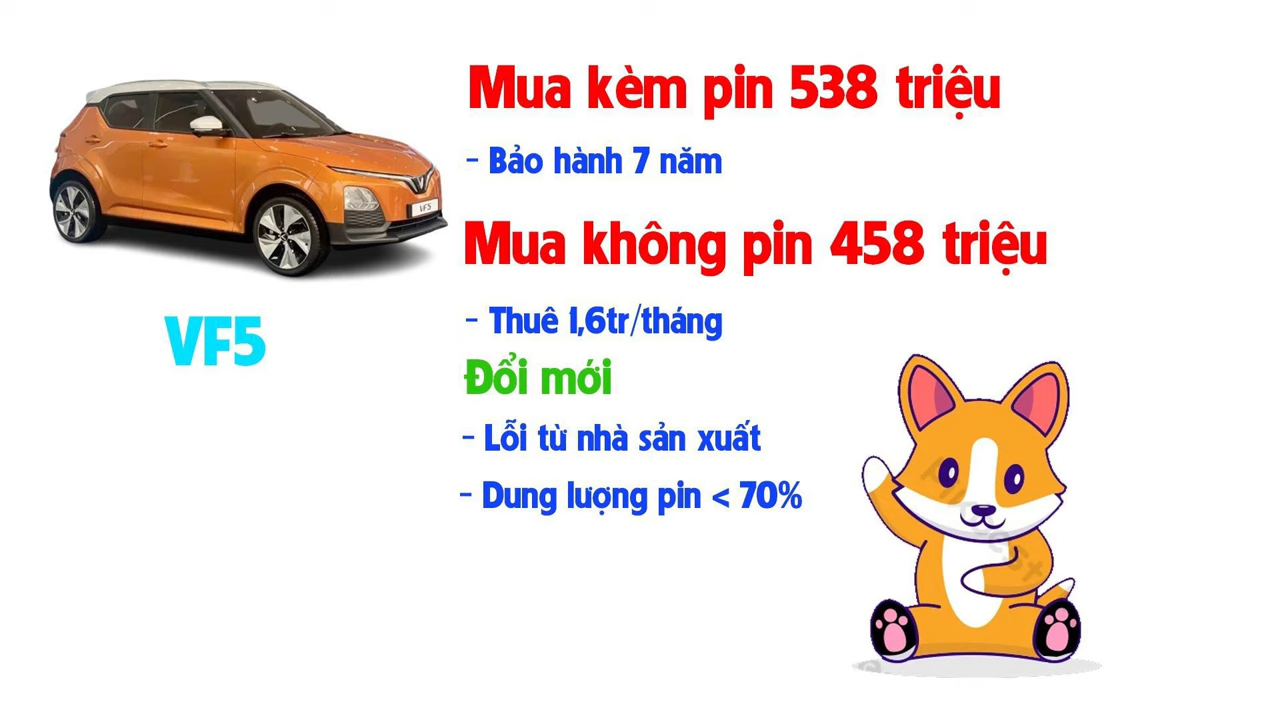 Mua kèm pin 538 triệu
- Bảo hành 7 năm
Mua không pin 458 triệu
- Thuê 1,6tr/tháng
VF5
VF5
Đổi mới
- Lỗi từ nhà sản xuất
- Dung lượng pin < 70%